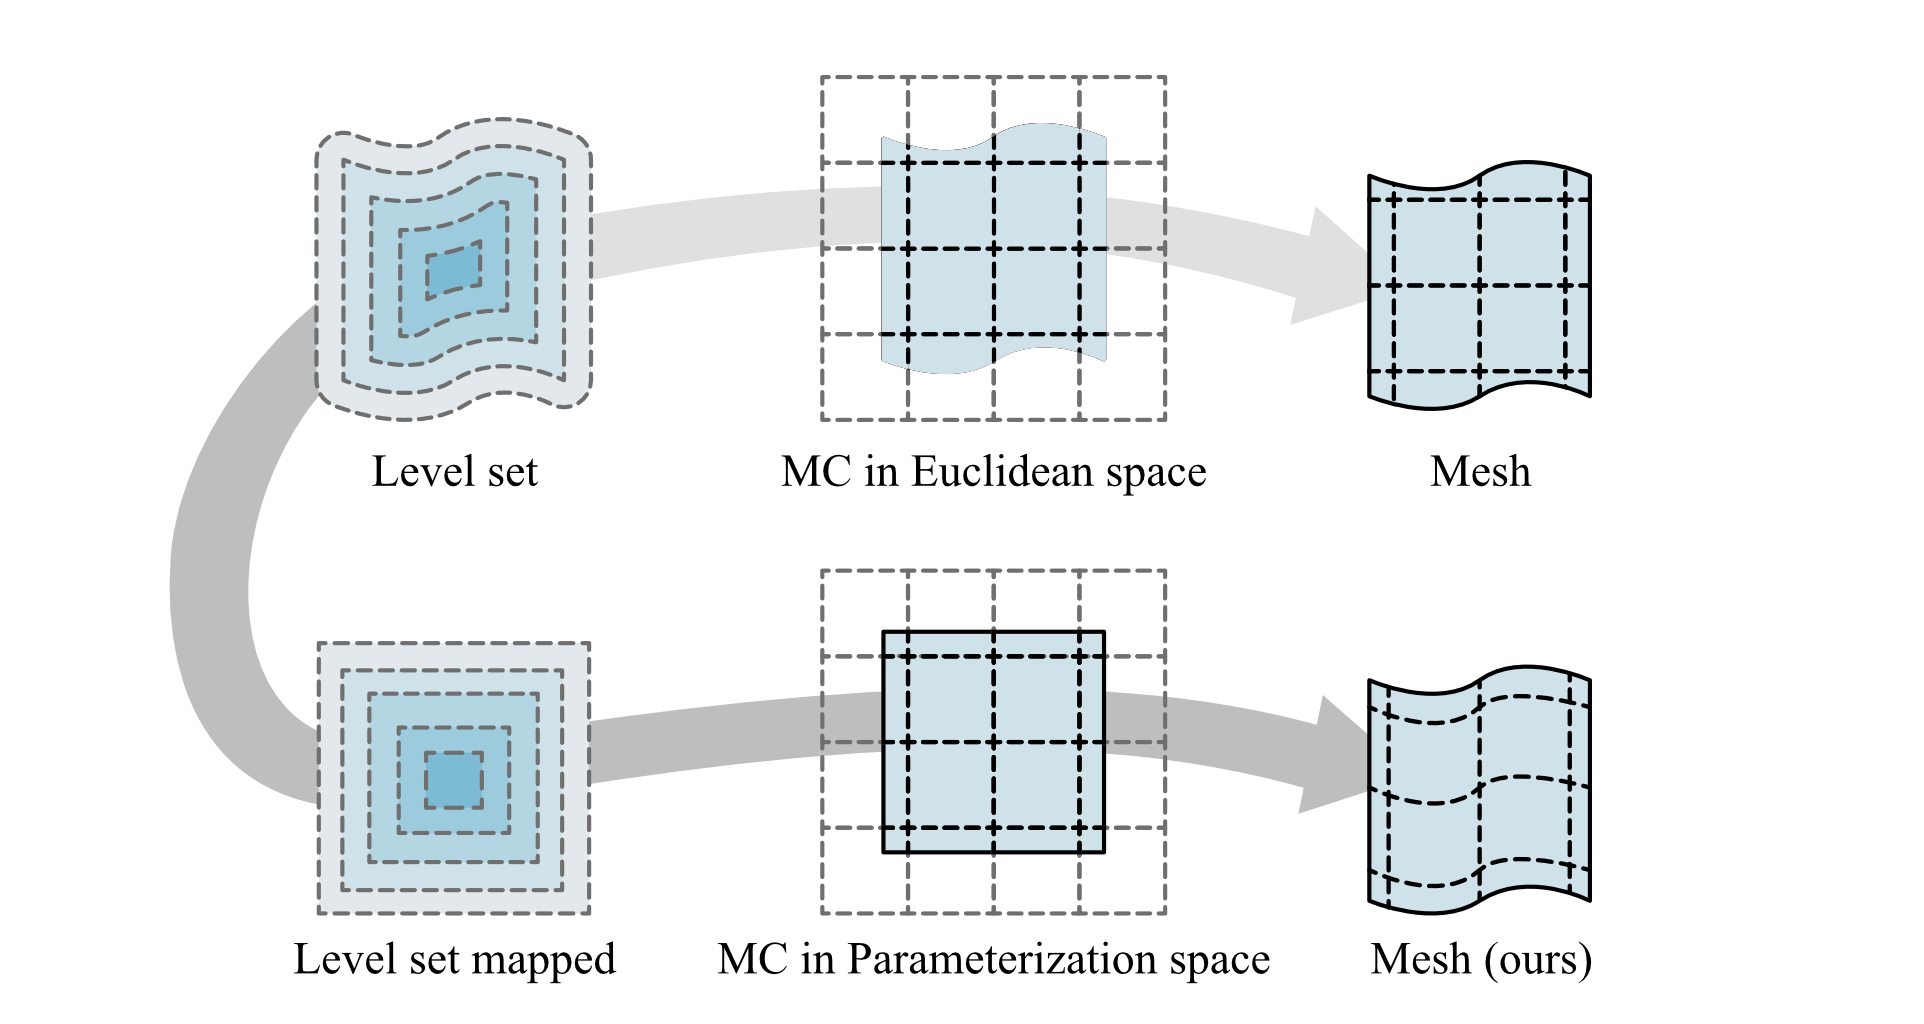 Level set
MC in Euclidean space
Mesh
Level set mapped
MC in Parameterization space
Mesh (ours)